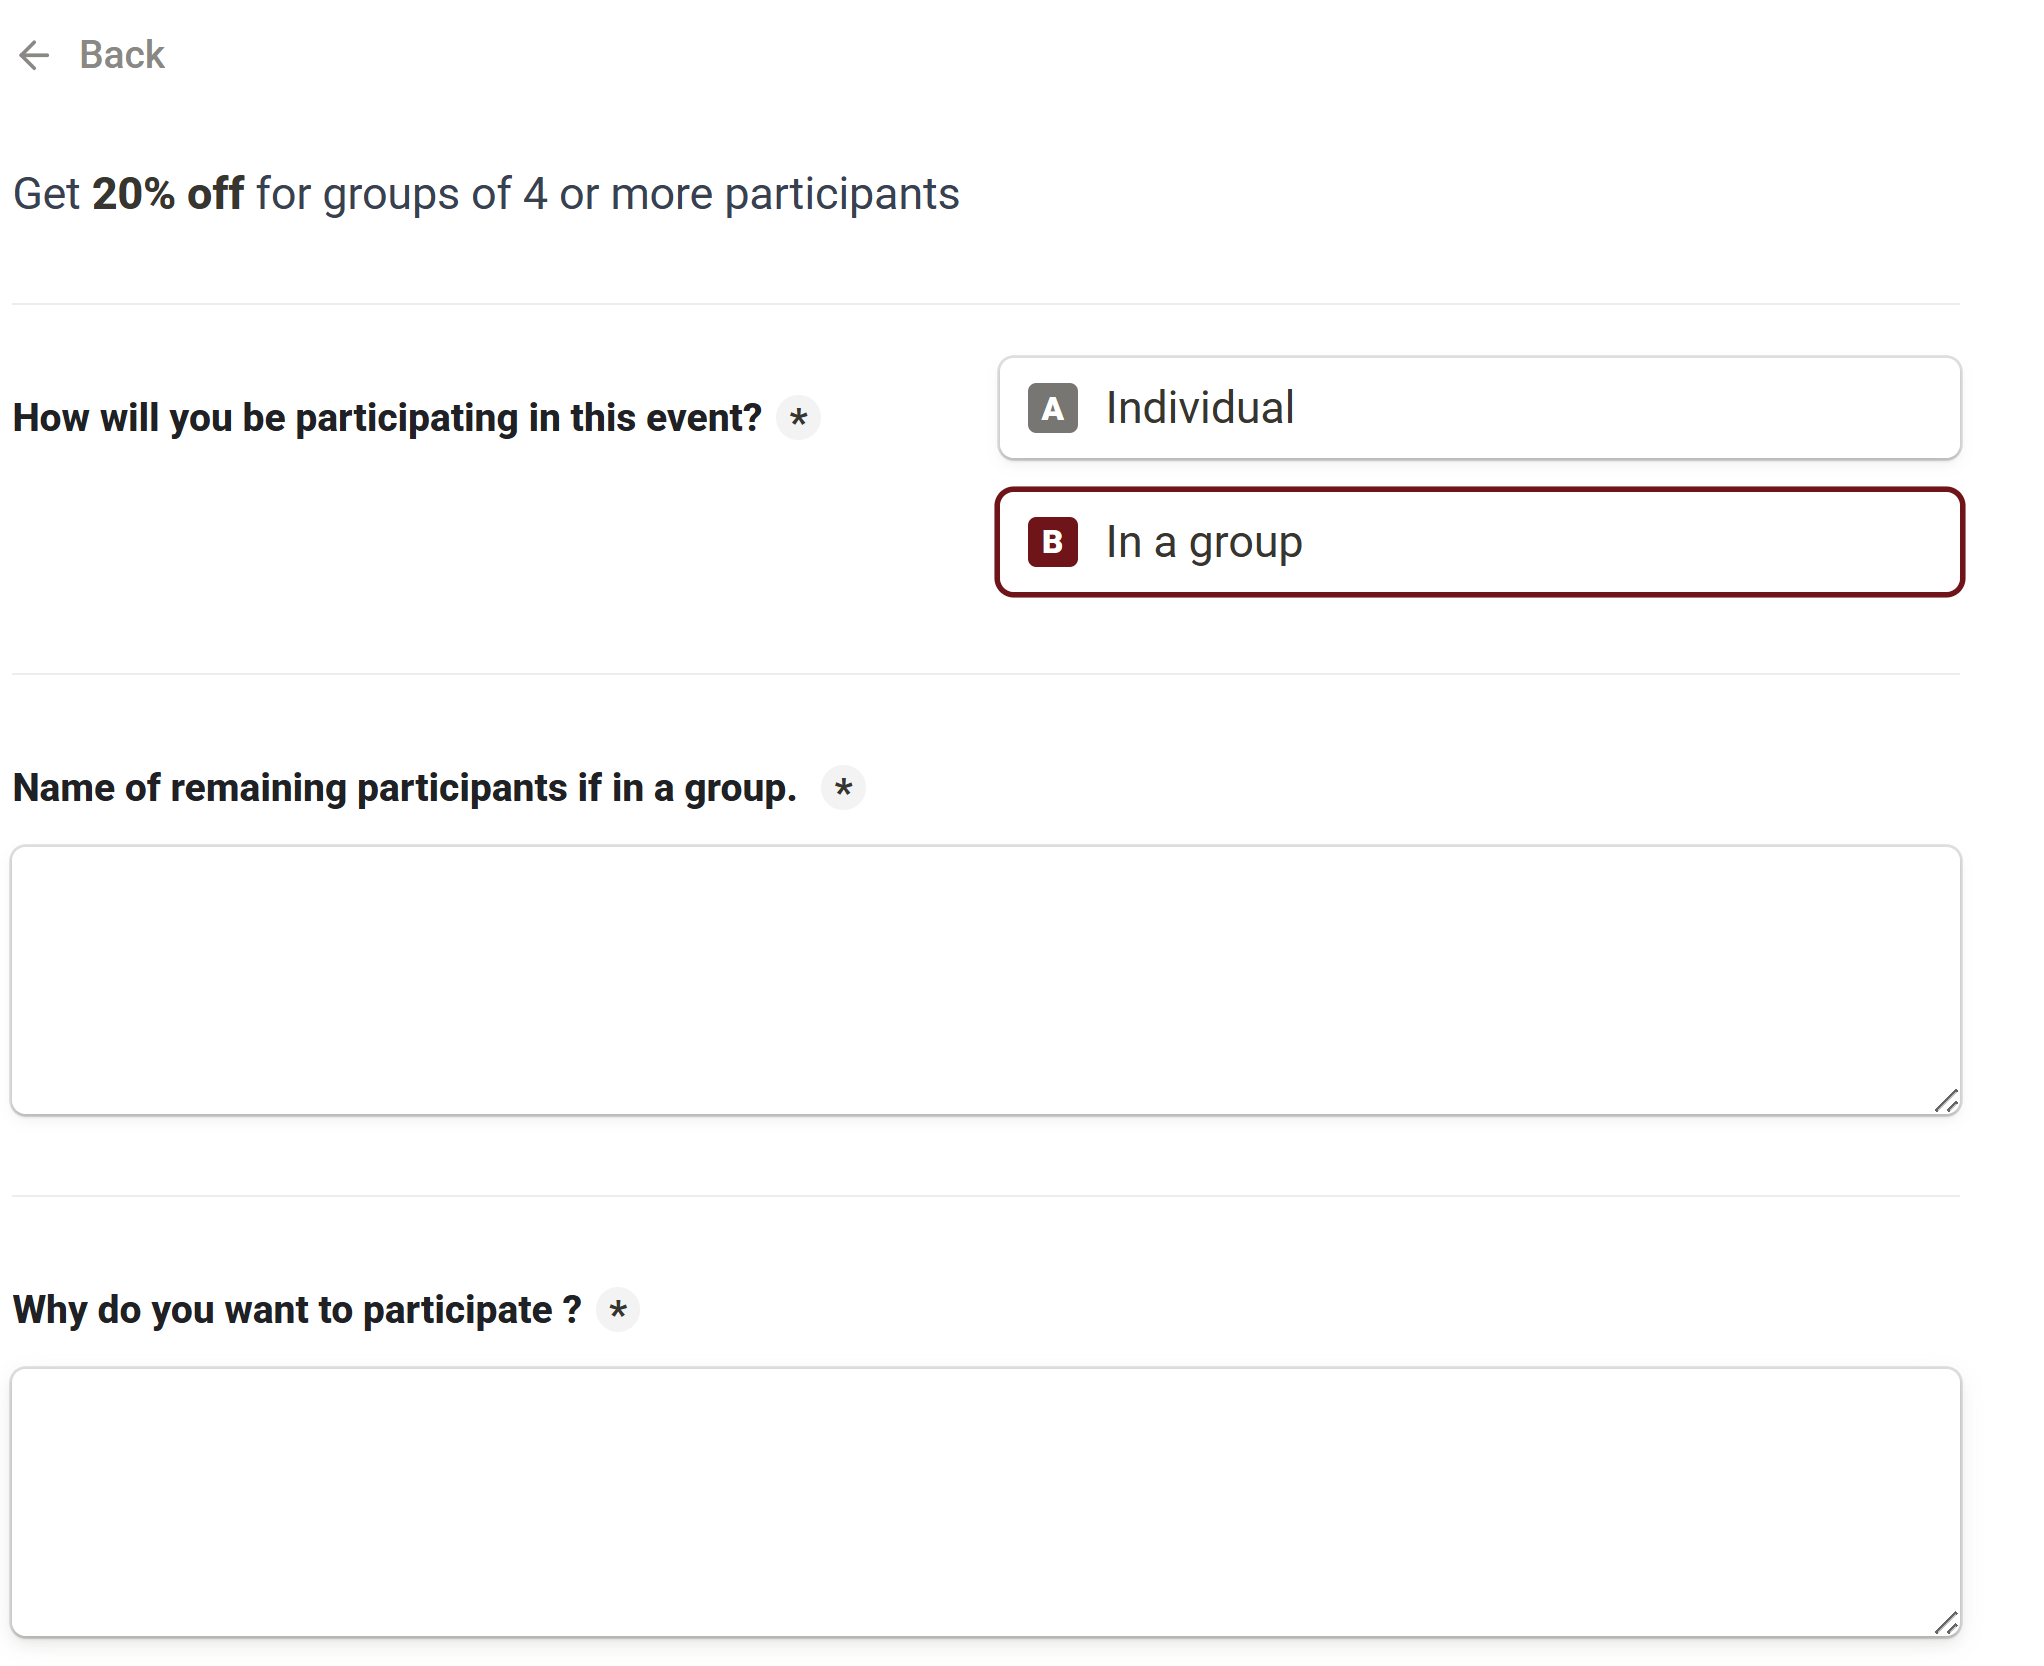 Back
Get 20% off for groups of 4 or more participants
How will you be participating in this event? *
A Individual
B In a group
Name of remaining participants if in a group. *
Why do you want to participate ? *